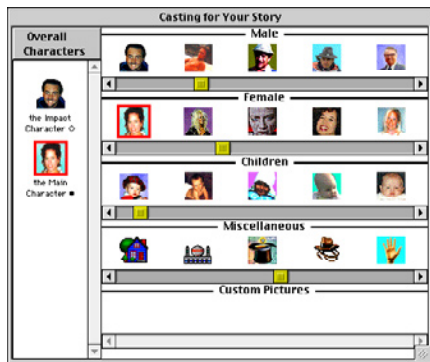 Casting for Your Story
Overall
Characters
the Impact
Character ◇
the Main
Character ▪
Male
Female
Children
Miscellaneous
Custom Pictures